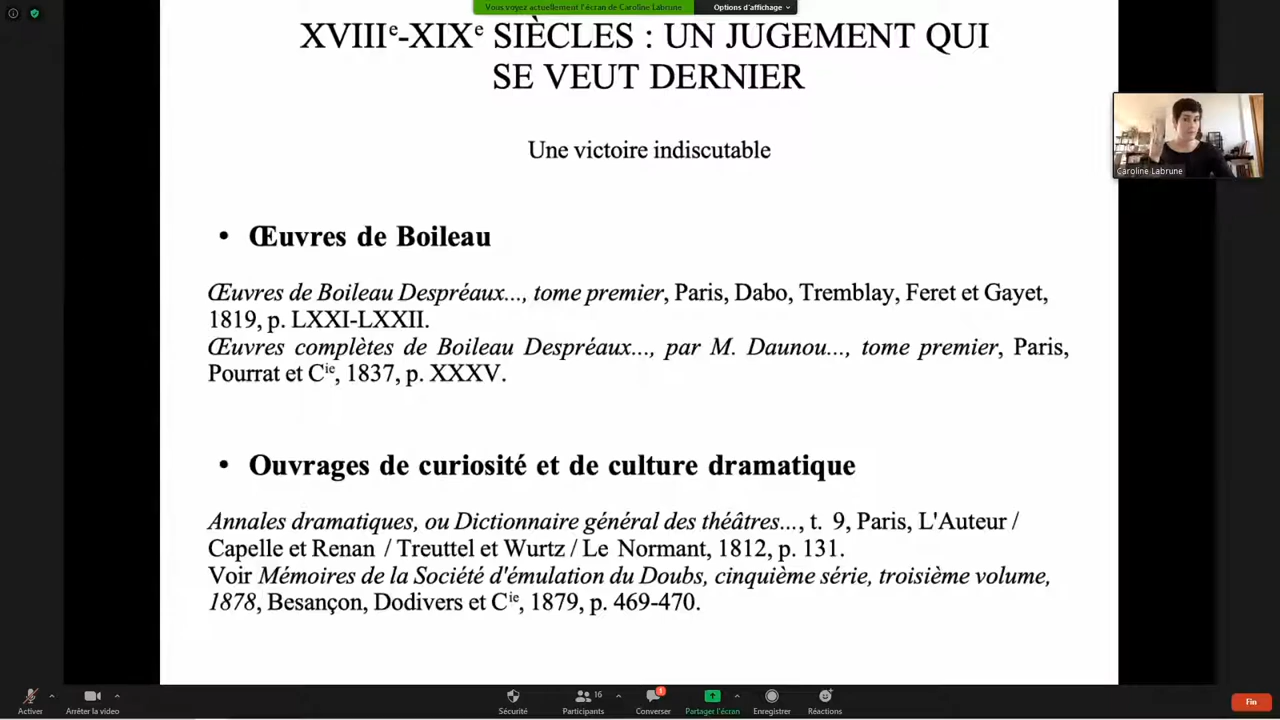 Vous voyez actuellement l'écran de Caroline Labrune
Options d'affichage
XVIIIe-XIXe SIÈCLES : UN JUGEMENT QUI
SE VEUT DERNIER
Une victoire indiscutable
Caroline Labrune
• Œuvres de Boileau
Œuvres de Boileau Despréaux..., tome premier, Paris, Dabo, Tremblay, Feret et Gayet,
1819, p. LXXI-LXXII.
Œuvres complètes de Boileau Despréaux..., par M. Daunou..., tome premier, Paris,
Pourrat et Cie, 1837, p. XXXV.
• Ouvrages de curiosité et de culture dramatique
Annales dramatiques, ou Dictionnaire général des théâtres..., t. 9, Paris, L'Auteur /
Capelle et Renan / Treuttel et Wurtz / Le Normant, 1812, p. 131.
Voir Mémoires de la Société d'émulation du Doubs, cinquième série, troisième volume,
1878, Besançon, Dodivers et Cie, 1879, p. 469-470.
Activer
Arrêter la video
Sécurité
16
Participants
1
Converser
Partager l'écran
Enregistrer
Réactions
Fin